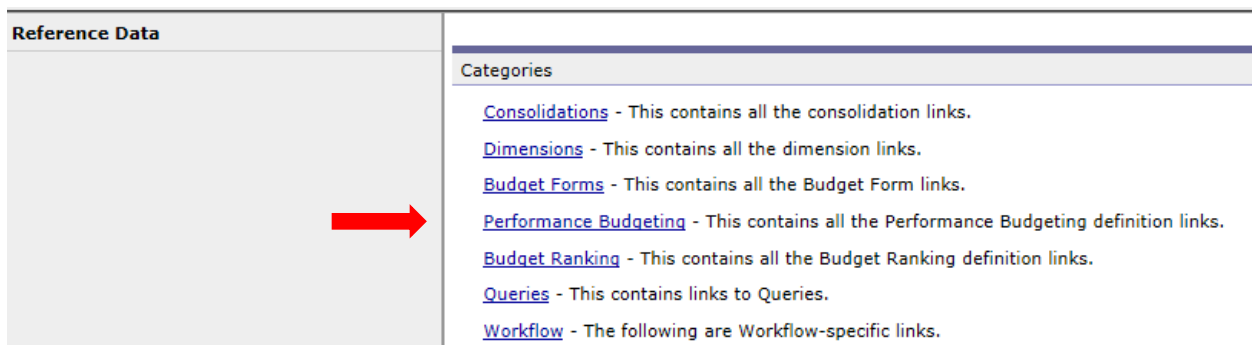 Reference Data
Categories
Consolidations - This contains all the consolidation links.
Dimensions - This contains all the dimension links.
Budget Forms - This contains all the Budget Form links.
Performance Budgeting - This contains all the Performance Budgeting definition links.
Budget Ranking - This contains all the Budget Ranking definition links.
Queries - This contains links to Queries.
Workflow - The following are Workflow-specific links.